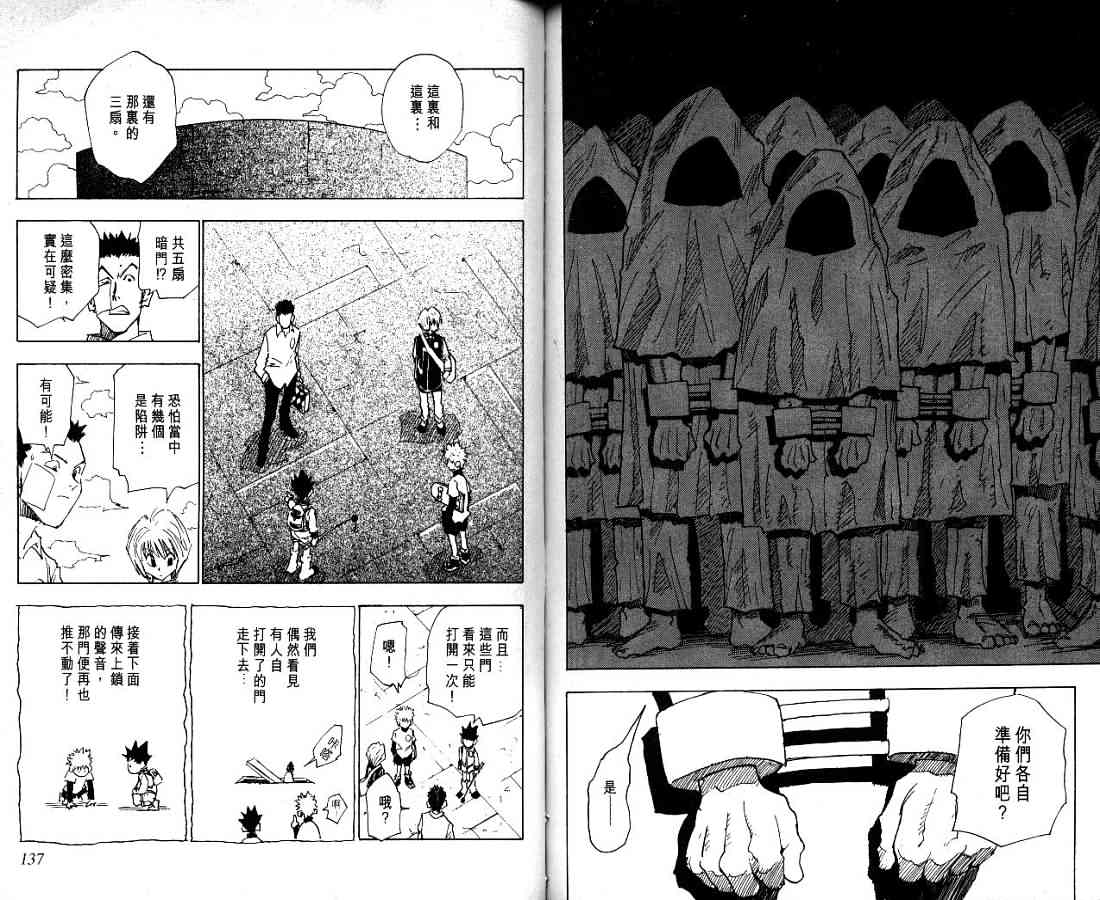 你們各自
準備好吧？
是——
這裏和
這裏…
還有
那裏的
三扇。
共五扇
暗門!?
這麼密集，
實在可疑！
恐怕當中
有幾個
是陷阱…
有可能！
而且…
這些門
看來只能
打開一次！
嗯！
哦？
我們
偶然看見
有人自
打開了的門
走下去…
接着下面
傳來上鎖
的聲音，
那門便再也
推不動了！
137